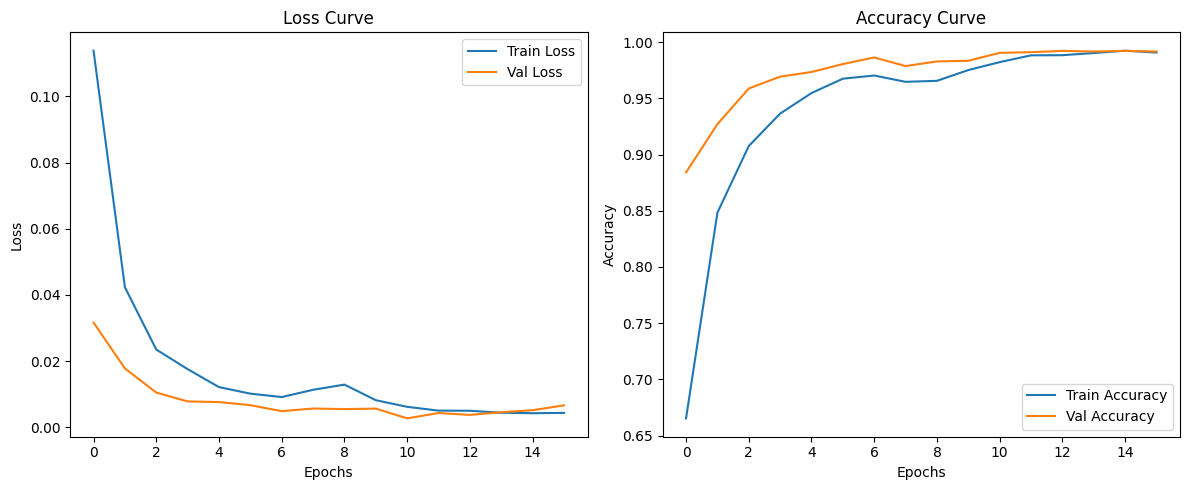 Loss Curve
Train Loss
Val Loss
0.10
0.08
0.06
0.04
0.02
0.00
Loss
0 2 4 6 8 10 12 14
Epochs
Accuracy Curve
1.00
0.95
0.90
0.85
0.80
0.75
0.70
0.65
Accuracy
Train Accuracy
Val Accuracy
0 2 4 6 8 10 12 14
Epochs